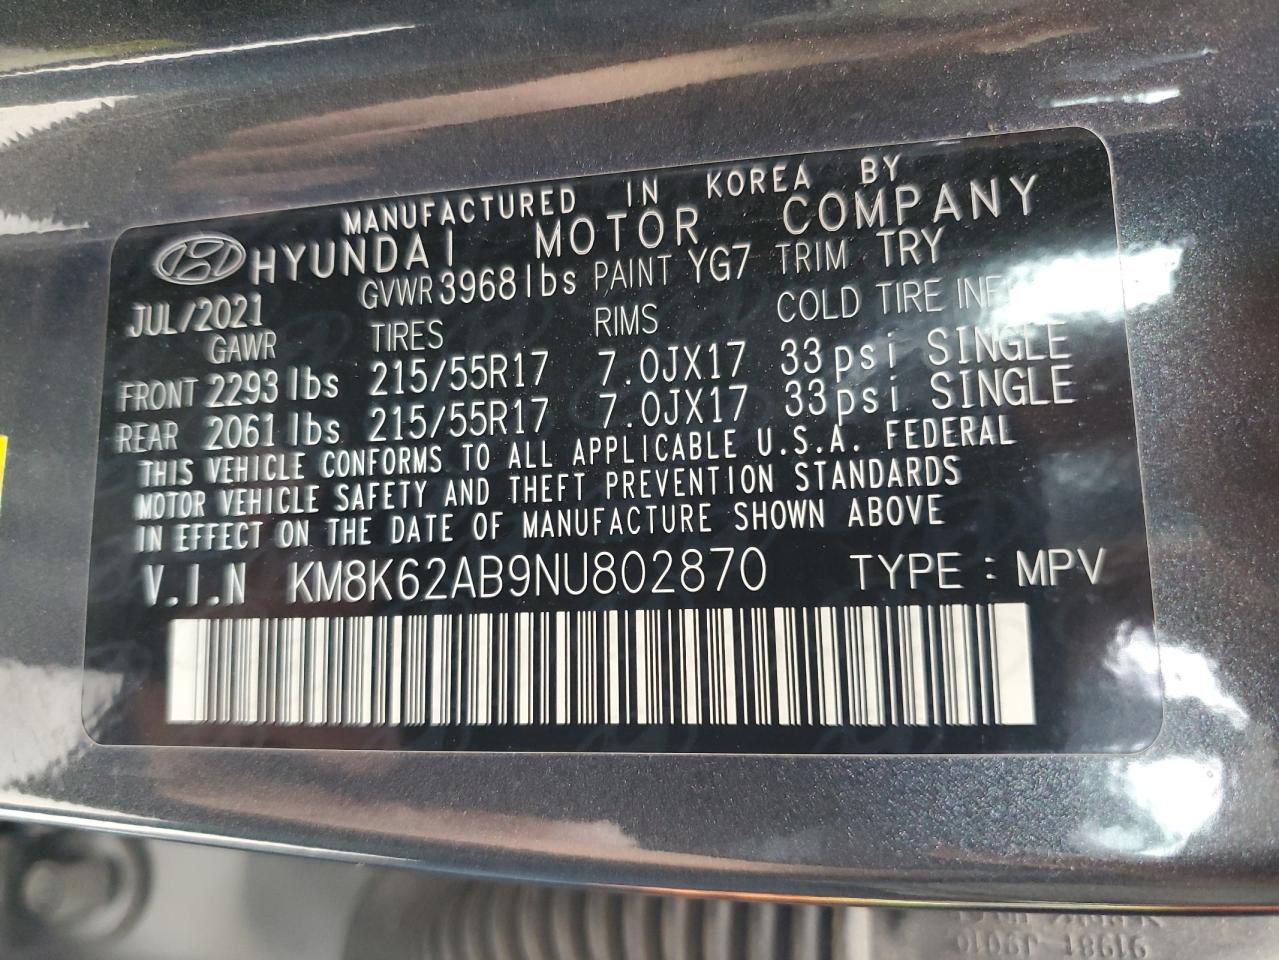 MANUFACTURED IN KOREA BY
HYUNDAI MOTOR COMPANY
JUL/2021 GVWR 3968 lbs PAINT YG7 TRIM TRY
GAWR TIRES RIMS COLD TIRE
FRONT 2293 lbs 215/55R17 7.0JX17 33psi SINGLE
REAR 2061 lbs 215/55R17 7.0JX17 33psi SINGLE
THIS VEHICLE CONFORMS TO ALL APPLICABLE U.S.A. FEDERAL
MOTOR VEHICLE SAFETY AND THEFT PREVENTION STANDARDS
IN EFFECT ON THE DATE OF MANUFACTURE SHOWN ABOVE
V.I.N KM8K62AB9NU802870 TYPE : MPV